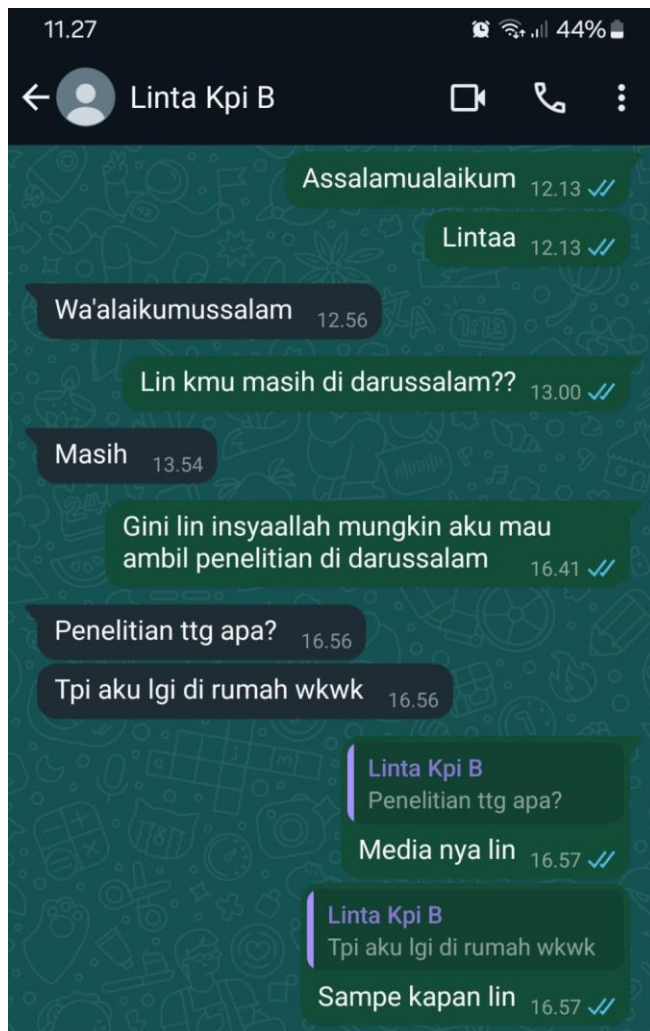 11.27 44%
Linta Kpi B
Assalamualaikum 12.13
Lintaa 12.13
Wa'alaikumussalam 12.56
Lin kmu masih di darussalam?? 13.00
Masih 13.54
Gini lin insyaallah mungkin aku mau
ambil penelitian di darussalam 16.41
Penelitian ttg apa? 16.56
Tpi aku lgi di rumah wkwk 16.56
Linta Kpi B
Penelitian ttg apa?
Media nya lin 16.57
Linta Kpi B
Tpi aku lgi di rumah wkwk
Sampe kapan lin 16.57